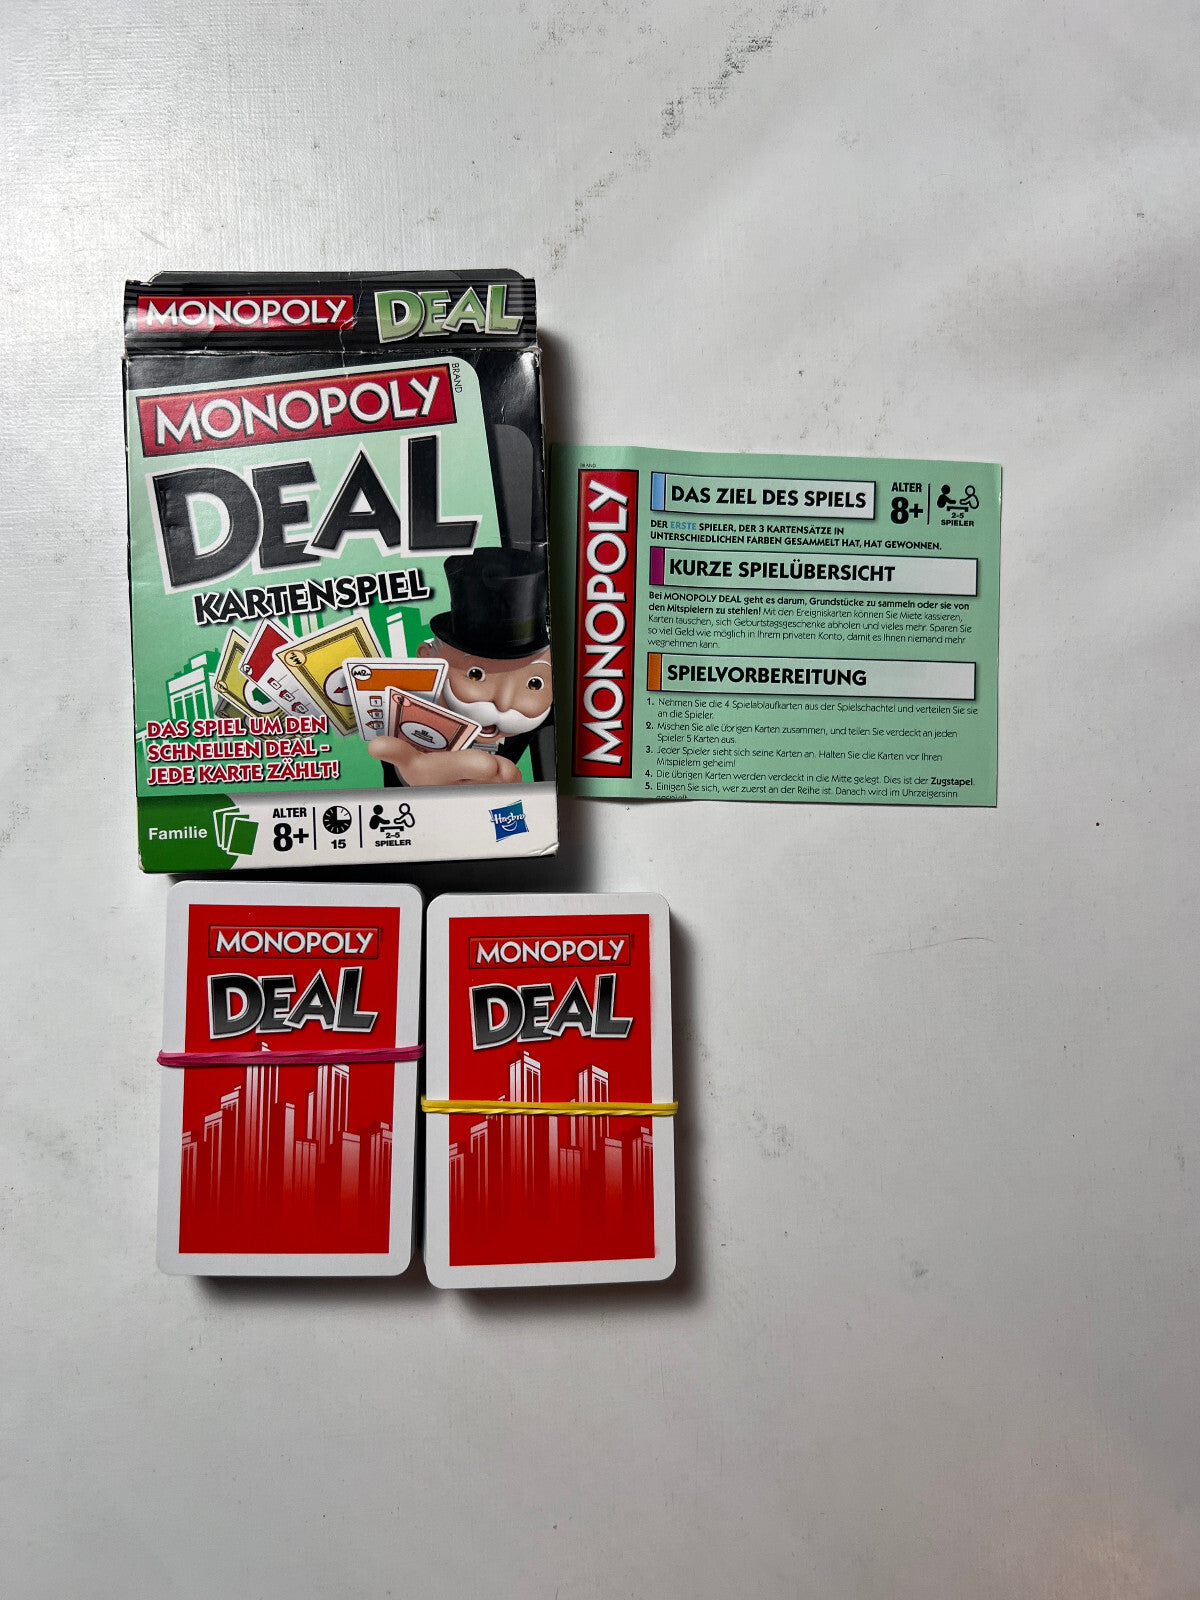 MONOPOLY DEAL
BRAND
MONOPOLY
DEAL
KARTENSPIEL
DAS SPIEL UM DEN
SCHNELLEN DEAL –
JEDE KARTE ZÄHLT!
Familie
ALTER
8+
15
2-5
SPIELER
Hasbro
BRAND
MONOPOLY
DAS ZIEL DES SPIELS
ALTER
8+
2-5
SPIELER
DER ERSTE SPIELER, DER 3 KARTENSÄTZE IN
UNTERSCHIEDLICHEN FARBEN GESAMMELT HAT, HAT GEWONNEN.
KURZE SPIELÜBERSICHT
Bei MONOPOLY DEAL geht es darum, Grundstücke zu sammeln oder sie von
den Mitspielern zu stehlen! Mit den Ereigniskarten können Sie Miete kassieren,
Karten tauschen, sich Geburtstagsgeschenke abholen und vieles mehr. Sparen Sie
so viel Geld wie möglich in Ihrem privaten Konto, damit es Ihnen niemand mehr
wegnehmen kann.
SPIELVORBEREITUNG
1. Nehmen Sie die 4 Spielablaufkarten aus der Spielschachtel und verteilen Sie sie
an die Spieler.
2. Mischen Sie alle übrigen Karten zusammen, und teilen Sie verdeckt an jeden
Spieler 5 Karten aus.
3. Jeder Spieler sieht sich seine Karten an. Halten Sie die Karten vor Ihren
Mitspielern geheim!
4. Die übrigen Karten werden verdeckt in die Mitte gelegt. Dies ist der Zugstapel.
5. Einigen Sie sich, wer zuerst an der Reihe ist. Danach wird im Uhrzeigersinn
MONOPOLY
DEAL
MONOPOLY
DEAL